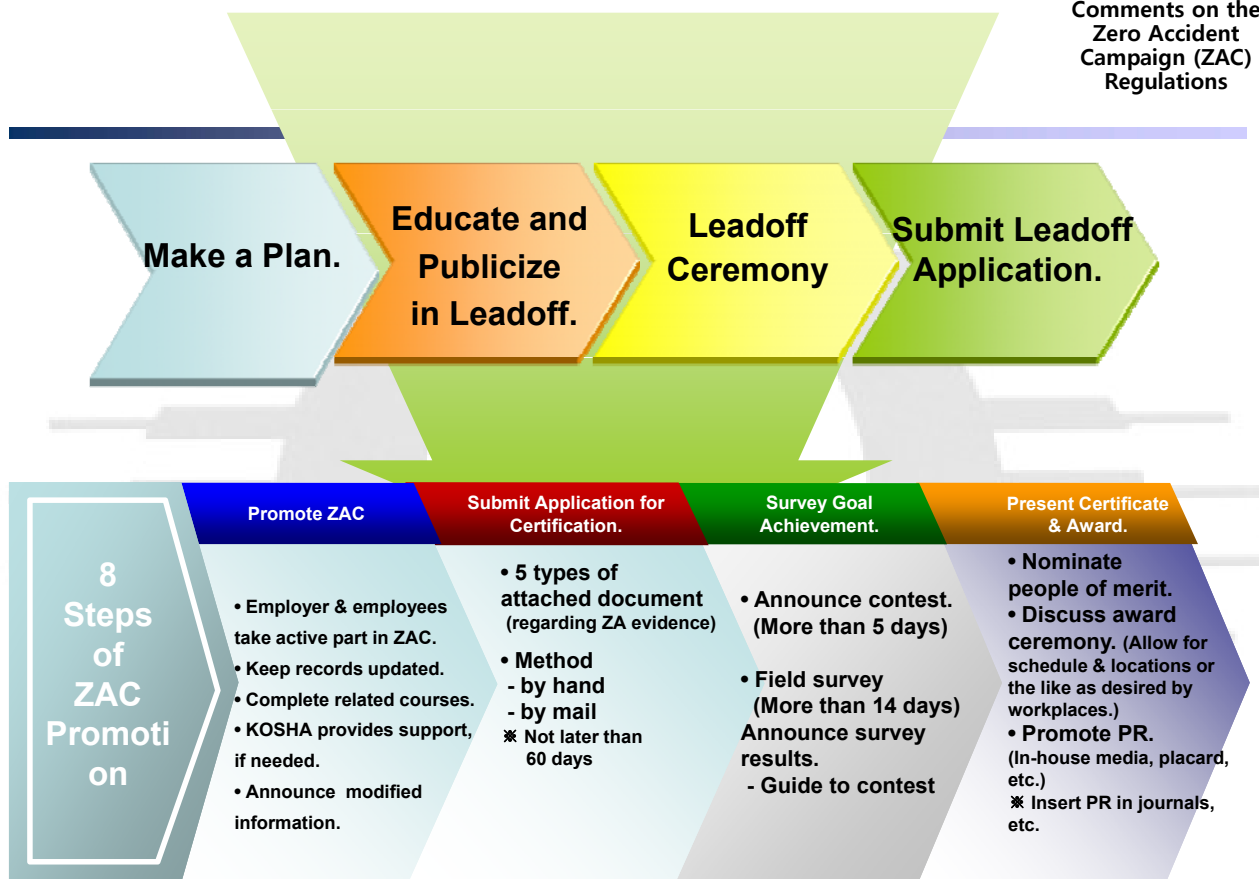 Comments on the
Zero Accident
Campaign (ZAC)
Regulations
Make a Plan.
Educate and
Publicize
in Leadoff.
Leadoff
Ceremony
Submit Leadoff
Application.
8
Steps
of
ZAC
Promoti
on
Promote ZAC
• Employer & employees
take active part in ZAC.
• Keep records updated.
• Complete related courses.
• KOSHA provides support,
if needed.
• Announce modified
information.
Submit Application for
Certification.
• 5 types of
attached document
(regarding ZA evidence)
• Method
- by hand
- by mail
※ Not later than
60 days
Survey Goal
Achievement.
• Announce contest.
(More than 5 days)
• Field survey
(More than 14 days)
Announce survey
results.
- Guide to contest
Present Certificate
& Award.
• Nominate
people of merit.
• Discuss award
ceremony. (Allow for
schedule & locations or
the like as desired by
workplaces.)
• Promote PR.
(In-house media, placard,
etc.)
※ Insert PR in journals,
etc.